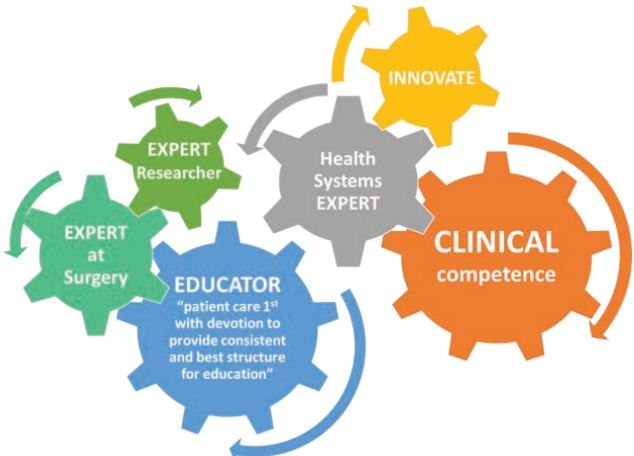 INNOVATE
EXPERT
Researcher
Health
Systems
EXPERT
EXPERT
at
Surgery
CLINICAL
competence
EDUCATOR
“patient care 1st
with devotion to
provide consistent
and best structure
for education”